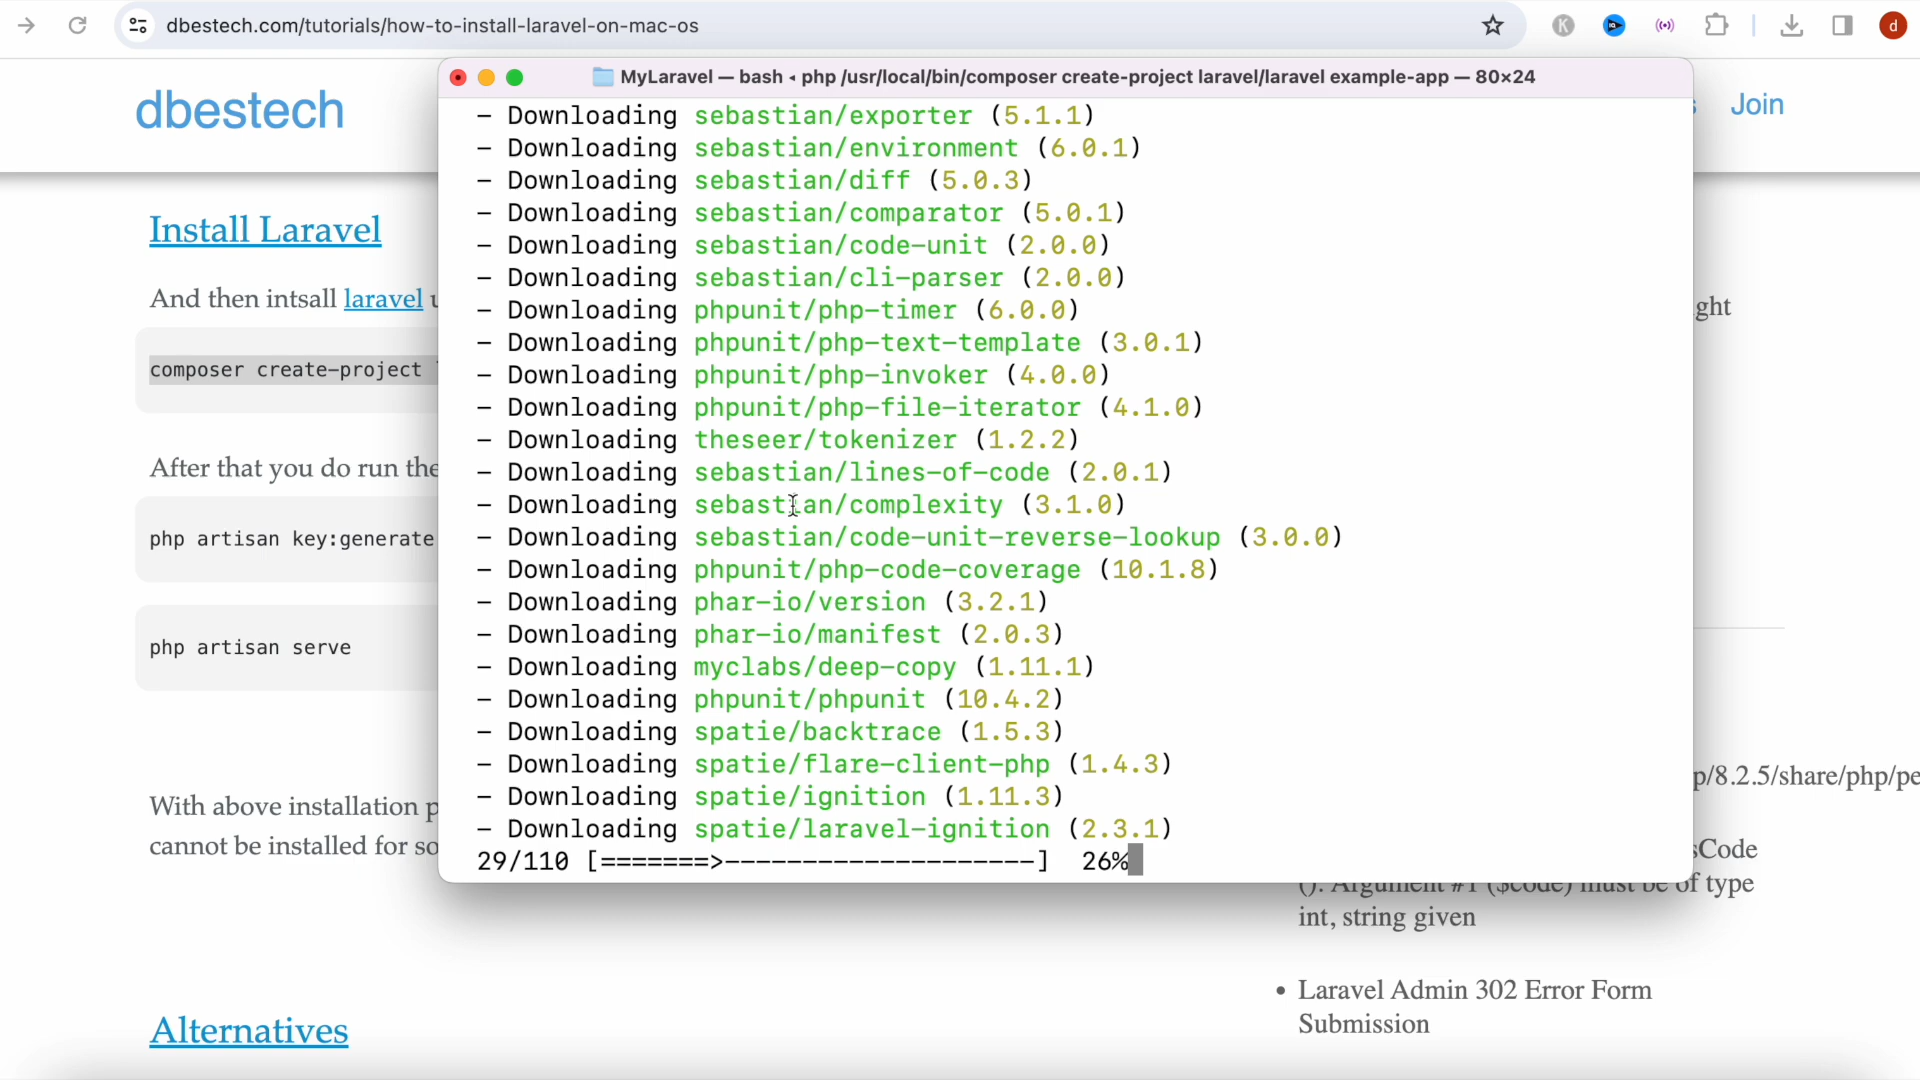 dbestech.com/tutorials/how-to-install-laravel-on-mac-os
K
d
MyLaravel — bash ◂ php /usr/local/bin/composer create-project laravel/laravel example-app — 80×24
dbestech
Join
- Downloading sebastian/exporter (5.1.1)
- Downloading sebastian/environment (6.0.1)
- Downloading sebastian/diff (5.0.3)
- Downloading sebastian/comparator (5.0.1)
- Downloading sebastian/code-unit (2.0.0)
- Downloading sebastian/cli-parser (2.0.0)
- Downloading phpunit/php-timer (6.0.0)
- Downloading phpunit/php-text-template (3.0.1)
- Downloading phpunit/php-invoker (4.0.0)
- Downloading phpunit/php-file-iterator (4.1.0)
- Downloading theseer/tokenizer (1.2.2)
- Downloading sebastian/lines-of-code (2.0.1)
- Downloading sebastian/complexity (3.1.0)
- Downloading sebastian/code-unit-reverse-lookup (3.0.0)
- Downloading phpunit/php-code-coverage (10.1.8)
- Downloading phar-io/version (3.2.1)
- Downloading phar-io/manifest (2.0.3)
- Downloading myclabs/deep-copy (1.11.1)
- Downloading phpunit/phpunit (10.4.2)
- Downloading spatie/backtrace (1.5.3)
- Downloading spatie/flare-client-php (1.4.3)
- Downloading spatie/ignition (1.11.3)
- Downloading spatie/laravel-ignition (2.3.1)
29/110 [=======>--------------------] 26%
Install Laravel
And then intsall laravel u
composer create-project
After that you do run the
php artisan key:generate
php artisan serve
With above installation p
cannot be installed for so
Alternatives
ght
p/8.2.5/share/php/pe
sCode
(). Argument #1 ($code) must be of type
int, string given
• Laravel Admin 302 Error Form
Submission